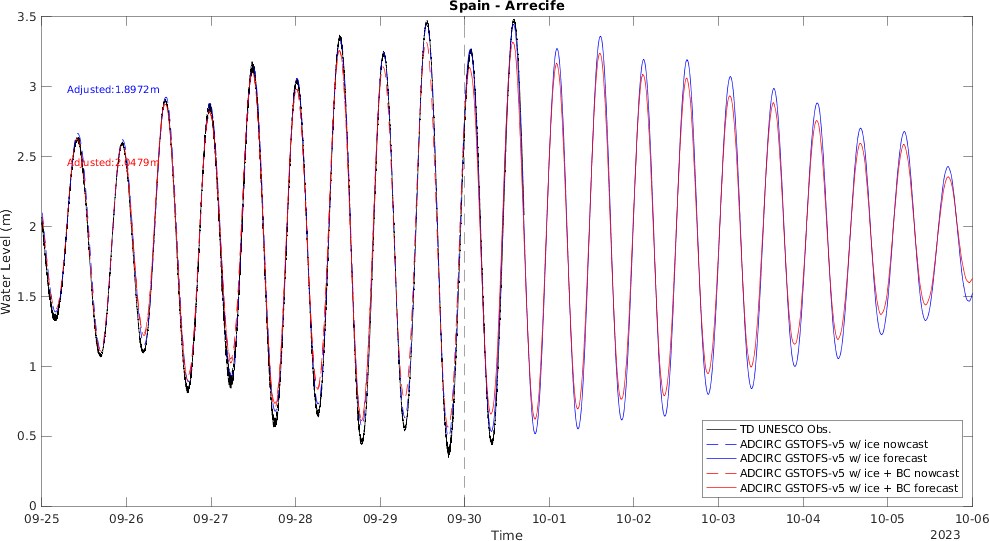 Spain - Arrecife
3.5
3
2.5
2
1.5
1
0.5
0
Water Level (m)
Adjusted:1.8972m
Adjusted:2.0479m
TD UNESCO Obs.
ADCIRC GSTOFS-v5 w/ ice nowcast
ADCIRC GSTOFS-v5 w/ ice forecast
ADCIRC GSTOFS-v5 w/ ice + BC nowcast
ADCIRC GSTOFS-v5 w/ ice + BC forecast
09-25 09-26 09-27 09-28 09-29 09-30 10-01 10-02 10-03 10-04 10-05 10-06
Time
2023